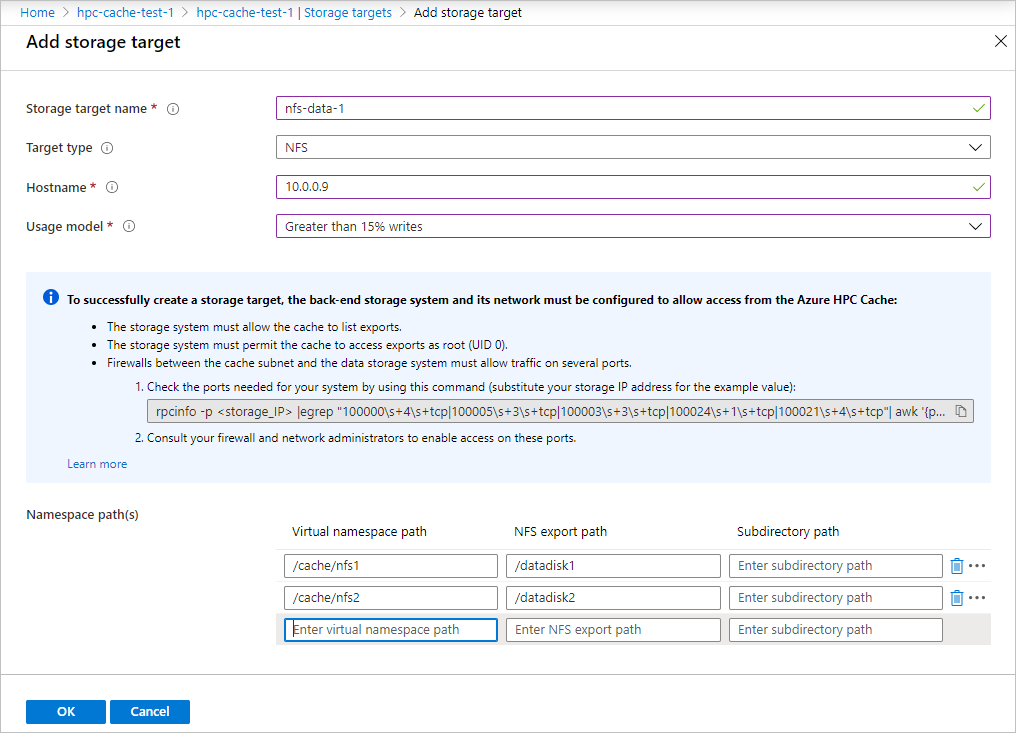 Home > hpc-cache-test-1 > hpc-cache-test-1 | Storage targets > Add storage target
Add storage target
Storage target name *
nfs-data-1
Target type
NFS
Hostname *
10.0.0.9
Usage model *
Greater than 15% writes
To successfully create a storage target, the back-end storage system and its network must be configured to allow access from the Azure HPC Cache:
• The storage system must allow the cache to list exports.
• The storage system must permit the cache to access exports as root (UID 0).
• Firewalls between the cache subnet and the data storage system must allow traffic on several ports.
1. Check the ports needed for your system by using this command (substitute your storage IP address for the example value):
rpcinfo -p <storage_IP> |egrep "100000\s+4\s+tcp|100005\s+3\s+tcp|100003\s+3\s+tcp|100024\s+1\s+tcp|100021\s+4\s+tcp"| awk '{p...
2. Consult your firewall and network administrators to enable access on these ports.
Learn more
Namespace path(s)
Virtual namespace path NFS export path Subdirectory path
/cache/nfs1 /datadisk1 Enter subdirectory path
/cache/nfs2 /datadisk2 Enter subdirectory path
Enter virtual namespace path Enter NFS export path Enter subdirectory path
OK Cancel